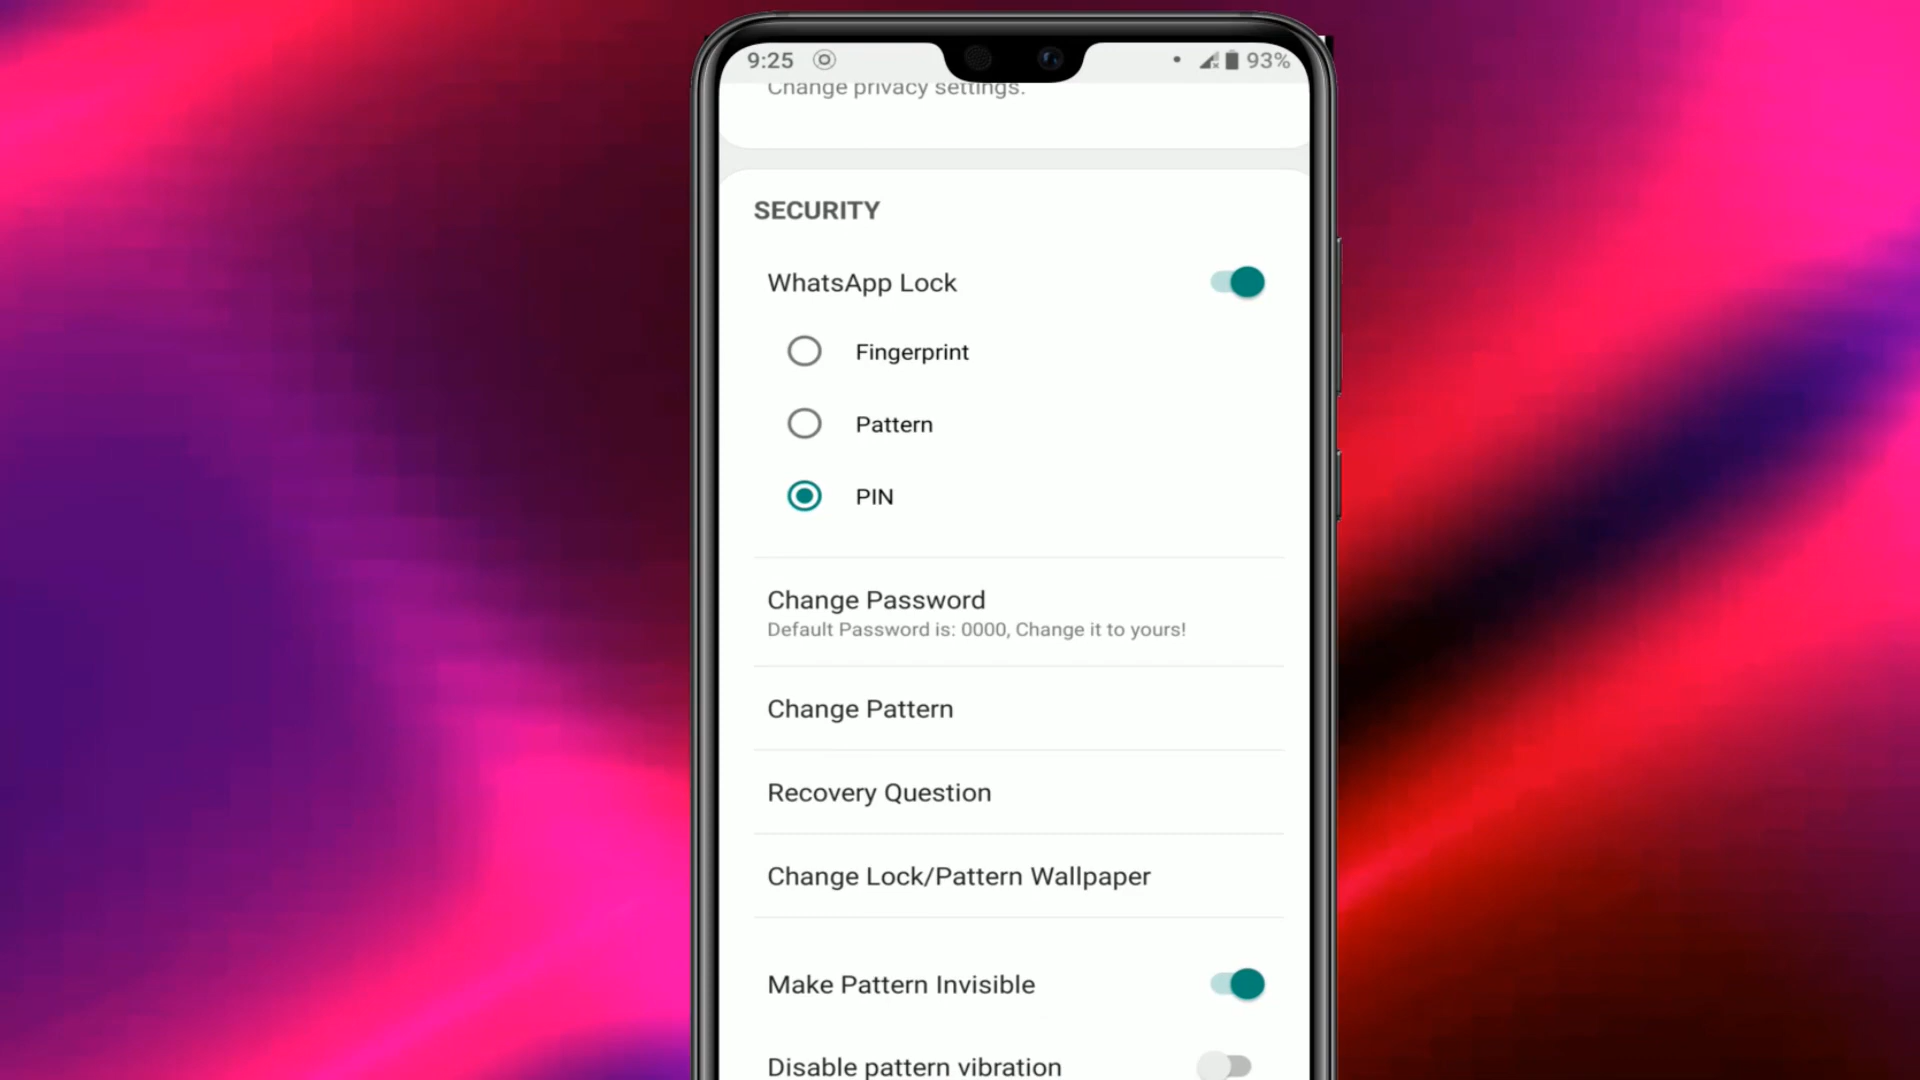 9:25
93%
Change privacy settings.
SECURITY
WhatsApp Lock
Fingerprint
Pattern
PIN
Change Password
Default Password is: 0000, Change it to yours!
Change Pattern
Recovery Question
Change Lock/Pattern Wallpaper
Make Pattern Invisible
Disable pattern vibration